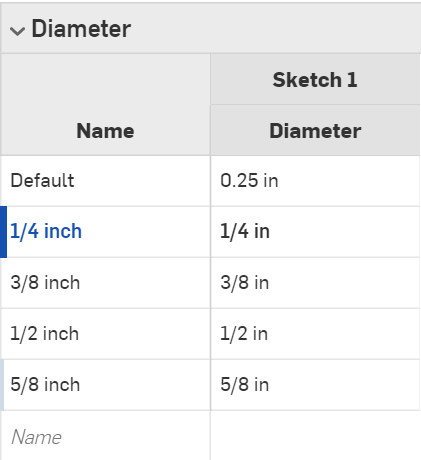 Diameter
Sketch 1
Name Diameter
Default 0.25 in
1/4 inch 1/4 in
3/8 inch 3/8 in
1/2 inch 1/2 in
5/8 inch 5/8 in
Name